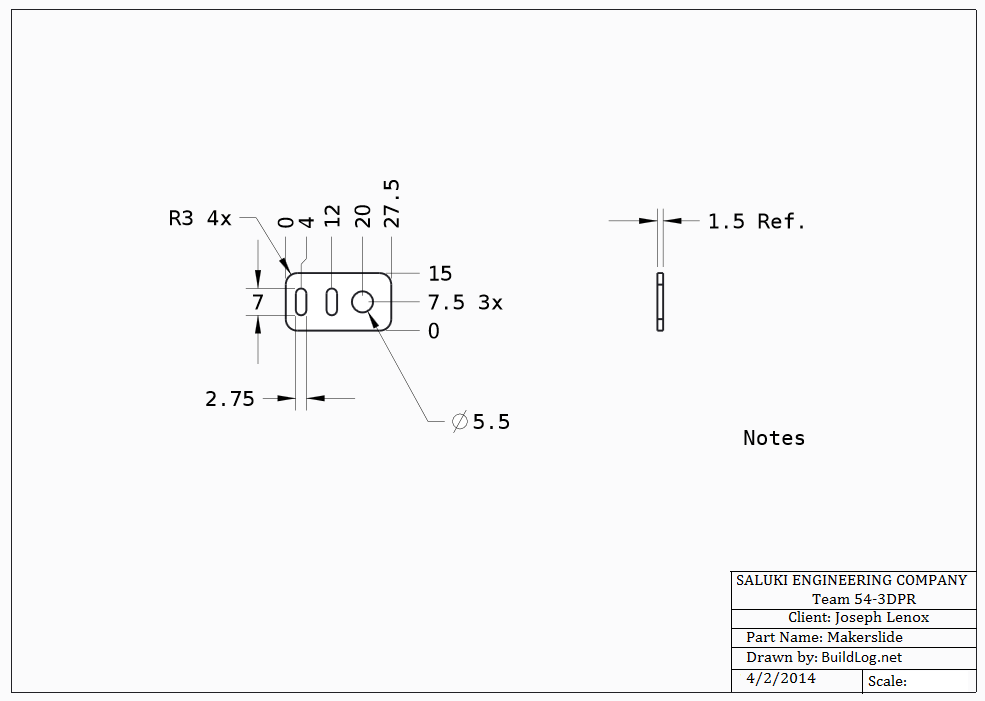 27.5
R3 4x
0
4
12
20
1.5 Ref.
15
7
7.5 3x
0
2.75
∅5.5
Notes
SALUKI ENGINEERING COMPANY
Team 54-3DPR
Client: Joseph Lenox
Part Name: Makerslide
Drawn by: BuildLog.net
4/2/2014
Scale: